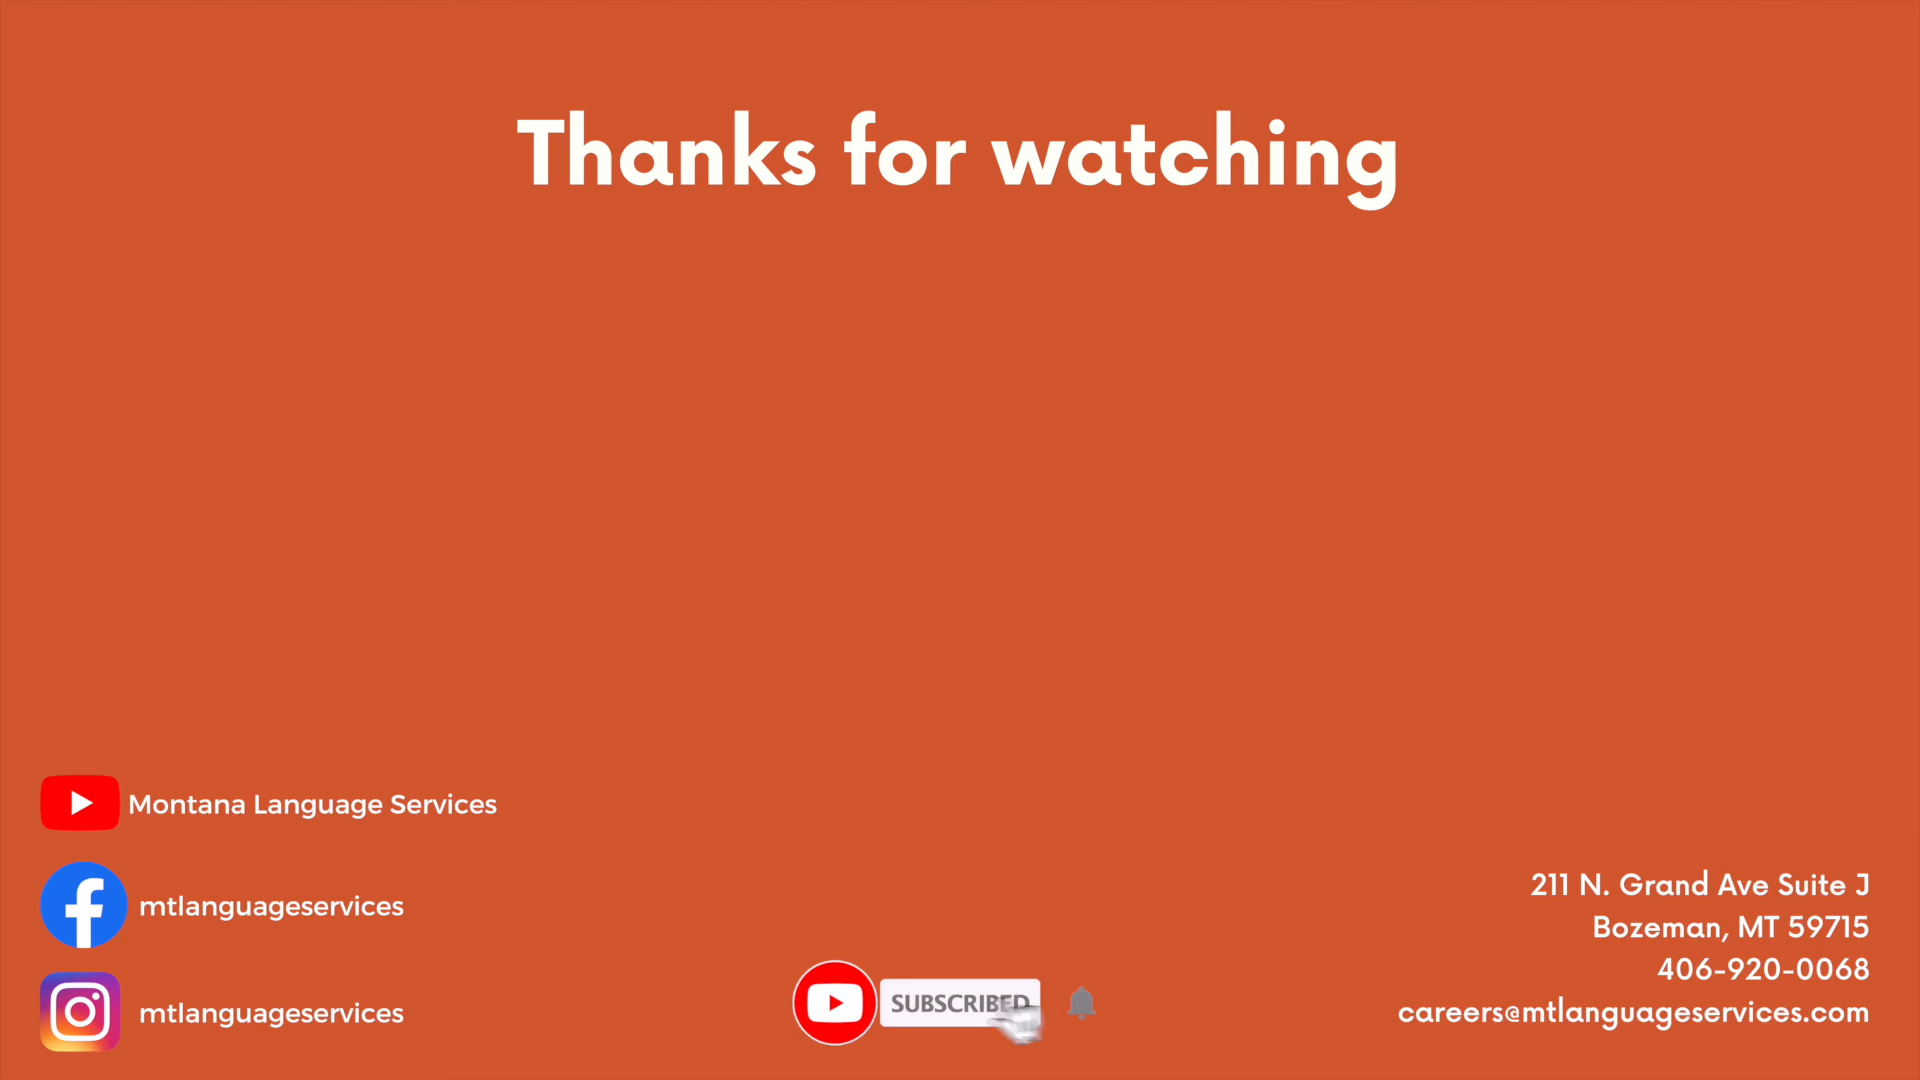 Thanks for watching
Montana Language Services
mtlanguageservices
mtlanguageservices
SUBSCRIBED
211 N. Grand Ave Suite J
Bozeman, MT 59715
406-920-0068
careers@mtlanguageservices.com